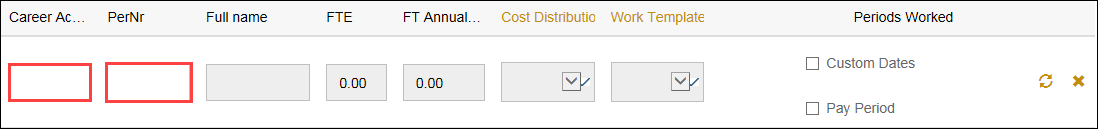 Career Ac... PerNr Full name FTE FT Annual... Cost Distributio Work Template Periods Worked
Custom Dates
0.00 0.00
Pay Period